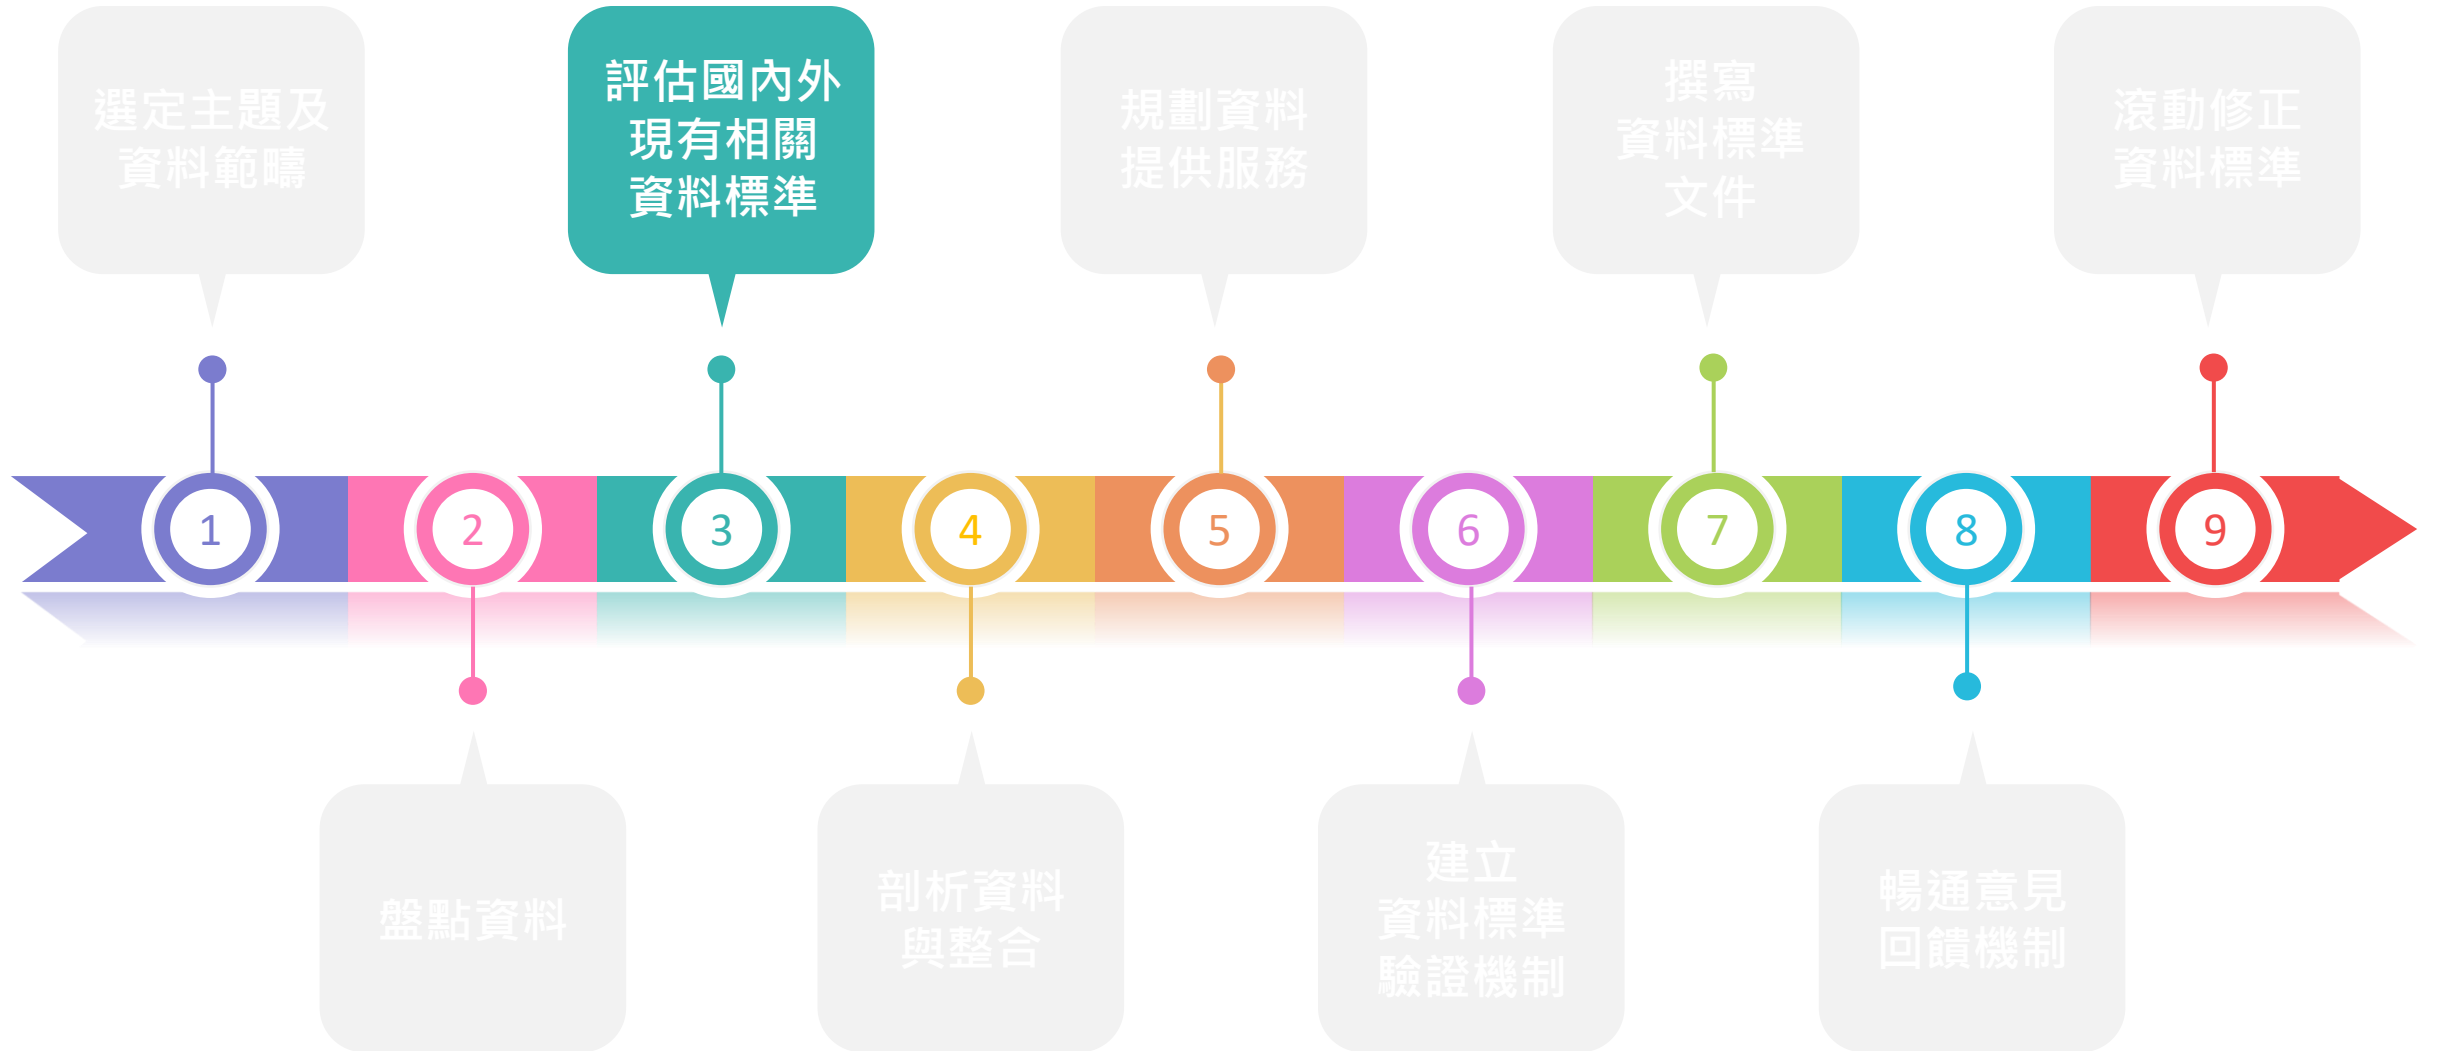 選定主題及
資料範疇
評估國內外
現有相關
資料標準
規劃資料
提供服務
撰寫
資料標準
文件
滾動修正
資料標準
1
2
3
4
5
6
7
8
9
盤點資料
剖析資料
與整合
建立
資料標準
驗證機制
暢通意見
回饋機制